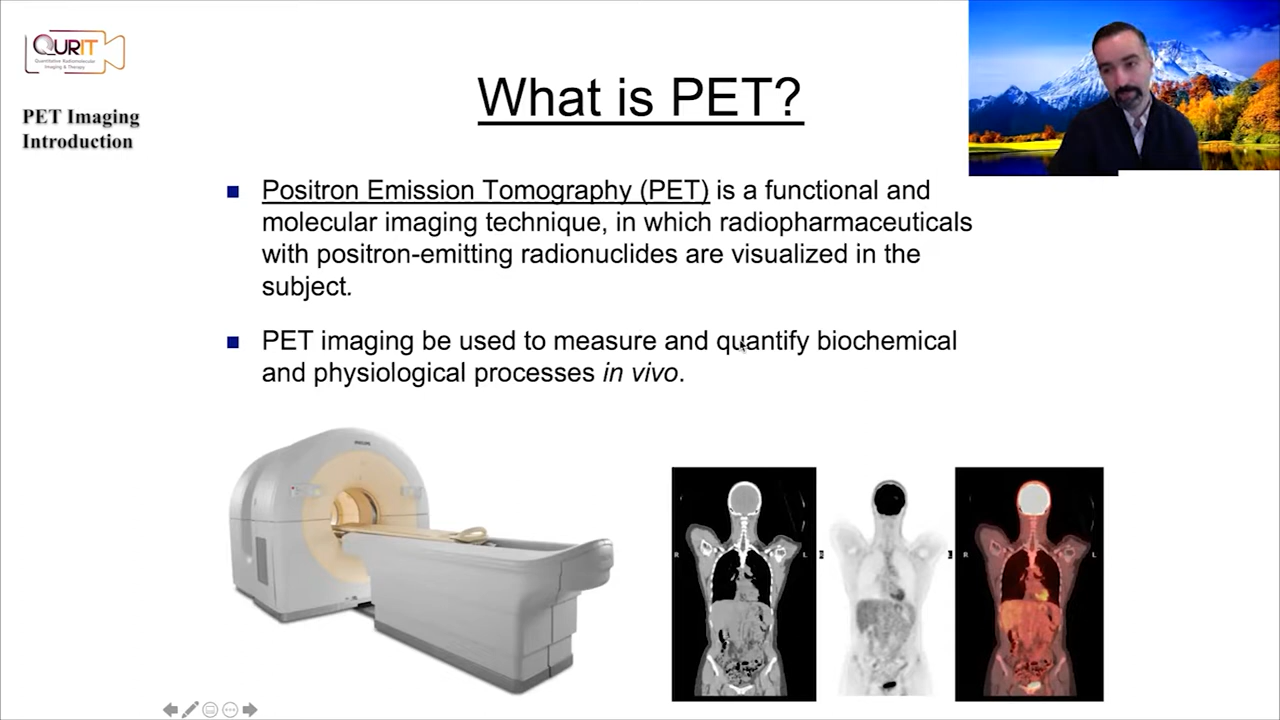 QURIT
Quantitative Radiomolecular
Imaging & Therapy
PET Imaging
Introduction
What is PET?
Positron Emission Tomography (PET) is a functional and
molecular imaging technique, in which radiopharmaceuticals
with positron-emitting radionuclides are visualized in the
subject.
PET imaging be used to measure and quantify biochemical
and physiological processes in vivo.
PHILIPS
R L
R L